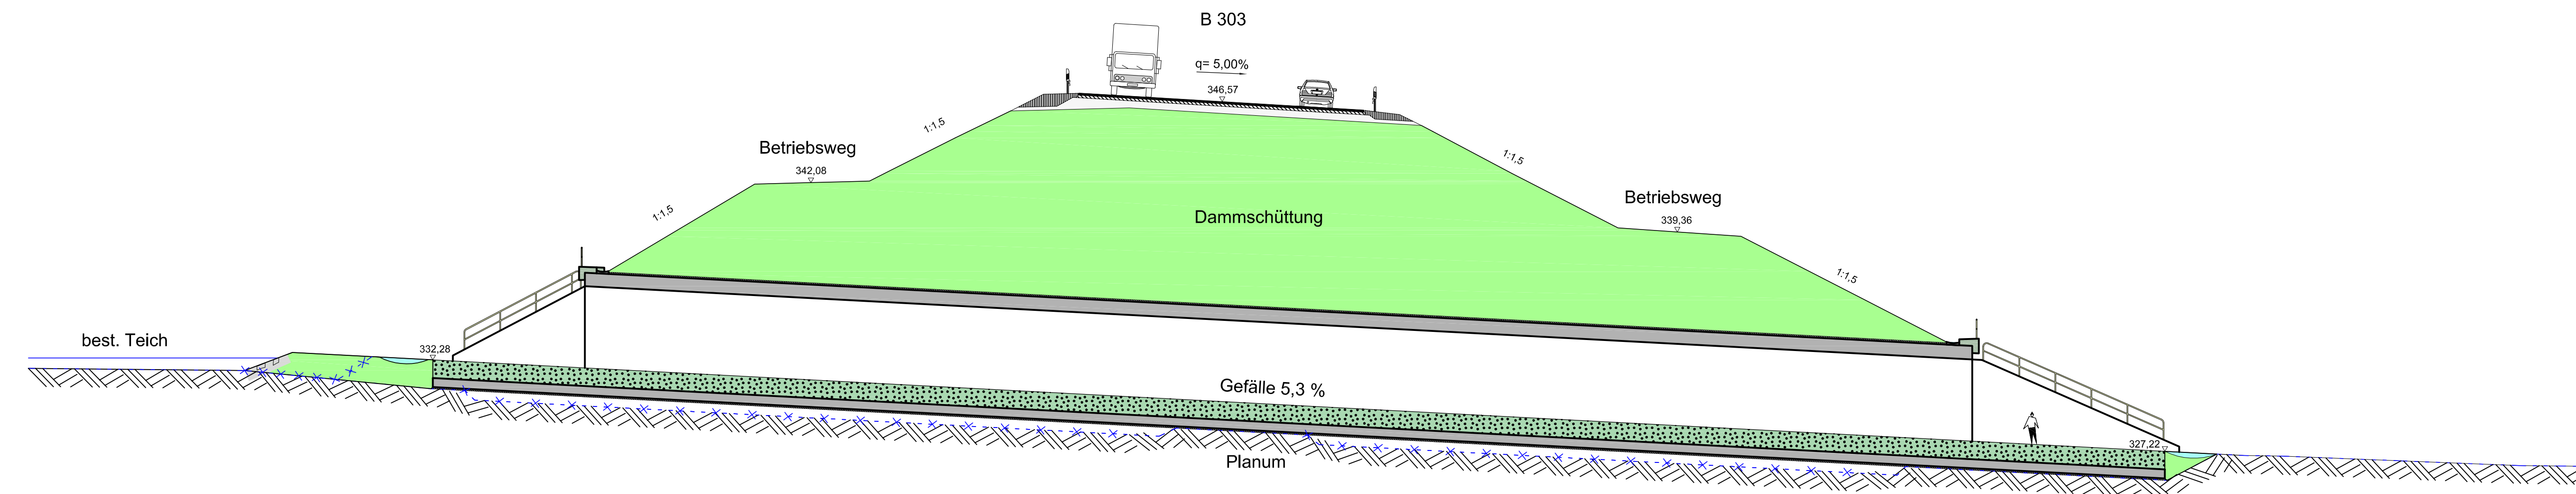 B 303
q= 5,00%
346,57
1:1,5
Betriebsweg
342,08
1:1,5
1:1,5
Betriebsweg
339,36
Dammschüttung
1:1,5
best. Teich
332,28
Gefälle 5,3 %
327,22
Planum